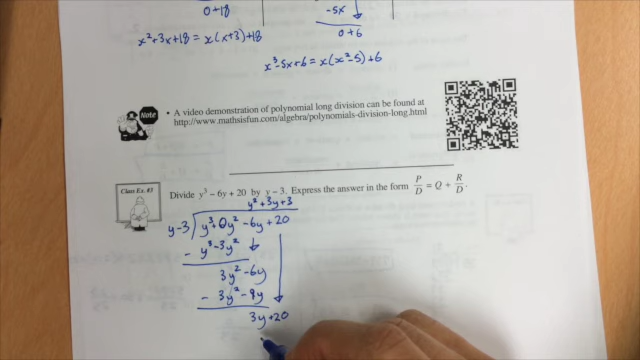 0+18
-5x
0+6
x²+3x+18 = x(x+3)+18
x³-5x+6 = x(x²-5)+6
Note
• A video demonstration of polynomial long division can be found at
http://www.mathsisfun.com/algebra/polynomials-division-long.html
Class Ex. #3
Divide y³ − 6y + 20 by y − 3. Express the answer in the form P/D = Q + R/D.
y² + 3y + 3
y-3 ) y³+0y² -6y +20
- y³-3y²
3y² -6y
- 3y² -9y
3y+20